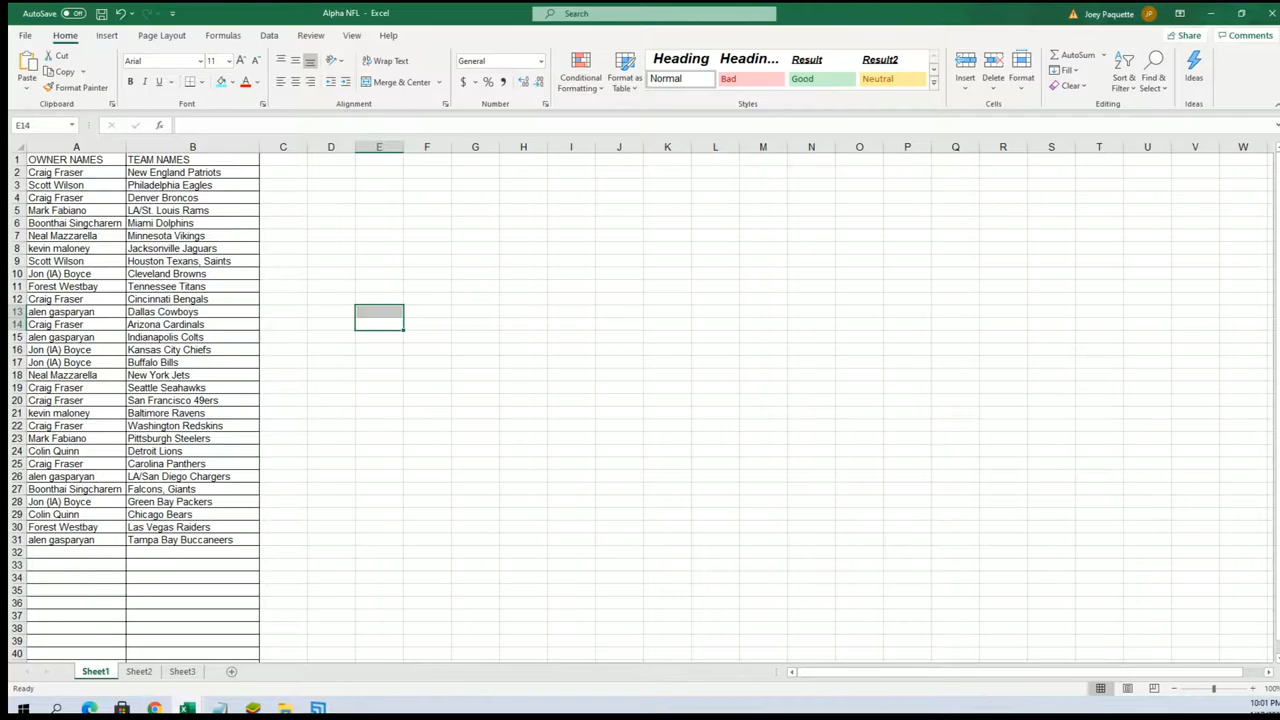 AutoSave Off Alpha NFL - Excel Search Joey Paquette JP
File Home Insert Page Layout Formulas Data Review View Help Share Comments
Paste Cut Copy Format Painter Clipboard
Arial 11 B I U Font
Wrap Text Merge & Center Alignment
General $ % Number
Conditional Formatting Format as Table
Heading Headin... Result Result2
Normal Bad Good Neutral Styles
Insert Delete Format Cells
AutoSum Fill Clear Sort & Filter Find & Select Editing
Ideas Ideas
E14 fx
A B C D E F G H I J K L M N O P Q R S T U V W
1 OWNER NAMES TEAM NAMES
2 Craig Fraser New England Patriots
3 Scott Wilson Philadelphia Eagles
4 Craig Fraser Denver Broncos
5 Mark Fabiano LA/St. Louis Rams
6 Boonthai Singcharern Miami Dolphins
7 Neal Mazzarella Minnesota Vikings
8 kevin maloney Jacksonville Jaguars
9 Scott Wilson Houston Texans, Saints
10 Jon (IA) Boyce Cleveland Browns
11 Forest Westbay Tennessee Titans
12 Craig Fraser Cincinnati Bengals
13 alen gasparyan Dallas Cowboys
14 Craig Fraser Arizona Cardinals
15 alen gasparyan Indianapolis Colts
16 Jon (IA) Boyce Kansas City Chiefs
17 Jon (IA) Boyce Buffalo Bills
18 Neal Mazzarella New York Jets
19 Craig Fraser Seattle Seahawks
20 Craig Fraser San Francisco 49ers
21 kevin maloney Baltimore Ravens
22 Craig Fraser Washington Redskins
23 Mark Fabiano Pittsburgh Steelers
24 Colin Quinn Detroit Lions
25 Craig Fraser Carolina Panthers
26 alen gasparyan LA/San Diego Chargers
27 Boonthai Singcharern Falcons, Giants
28 Jon (IA) Boyce Green Bay Packers
29 Colin Quinn Chicago Bears
30 Forest Westbay Las Vegas Raiders
31 alen gasparyan Tampa Bay Buccaneers
32
33
34
35
36
37
38
39
40
Sheet1 Sheet2 Sheet3
Ready 100%
10:01 PM